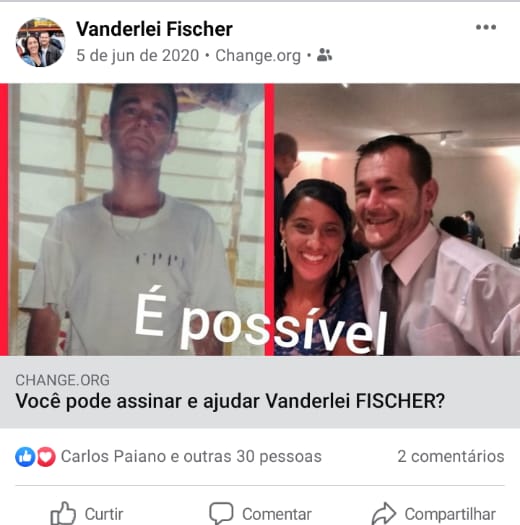 Vanderlei Fischer
5 de jun de 2020 • Change.org •
CPPI
É possível
CHANGE.ORG
Você pode assinar e ajudar Vanderlei FISCHER?
Carlos Paiano e outras 30 pessoas
2 comentários
Curtir
Comentar
Compartilhar